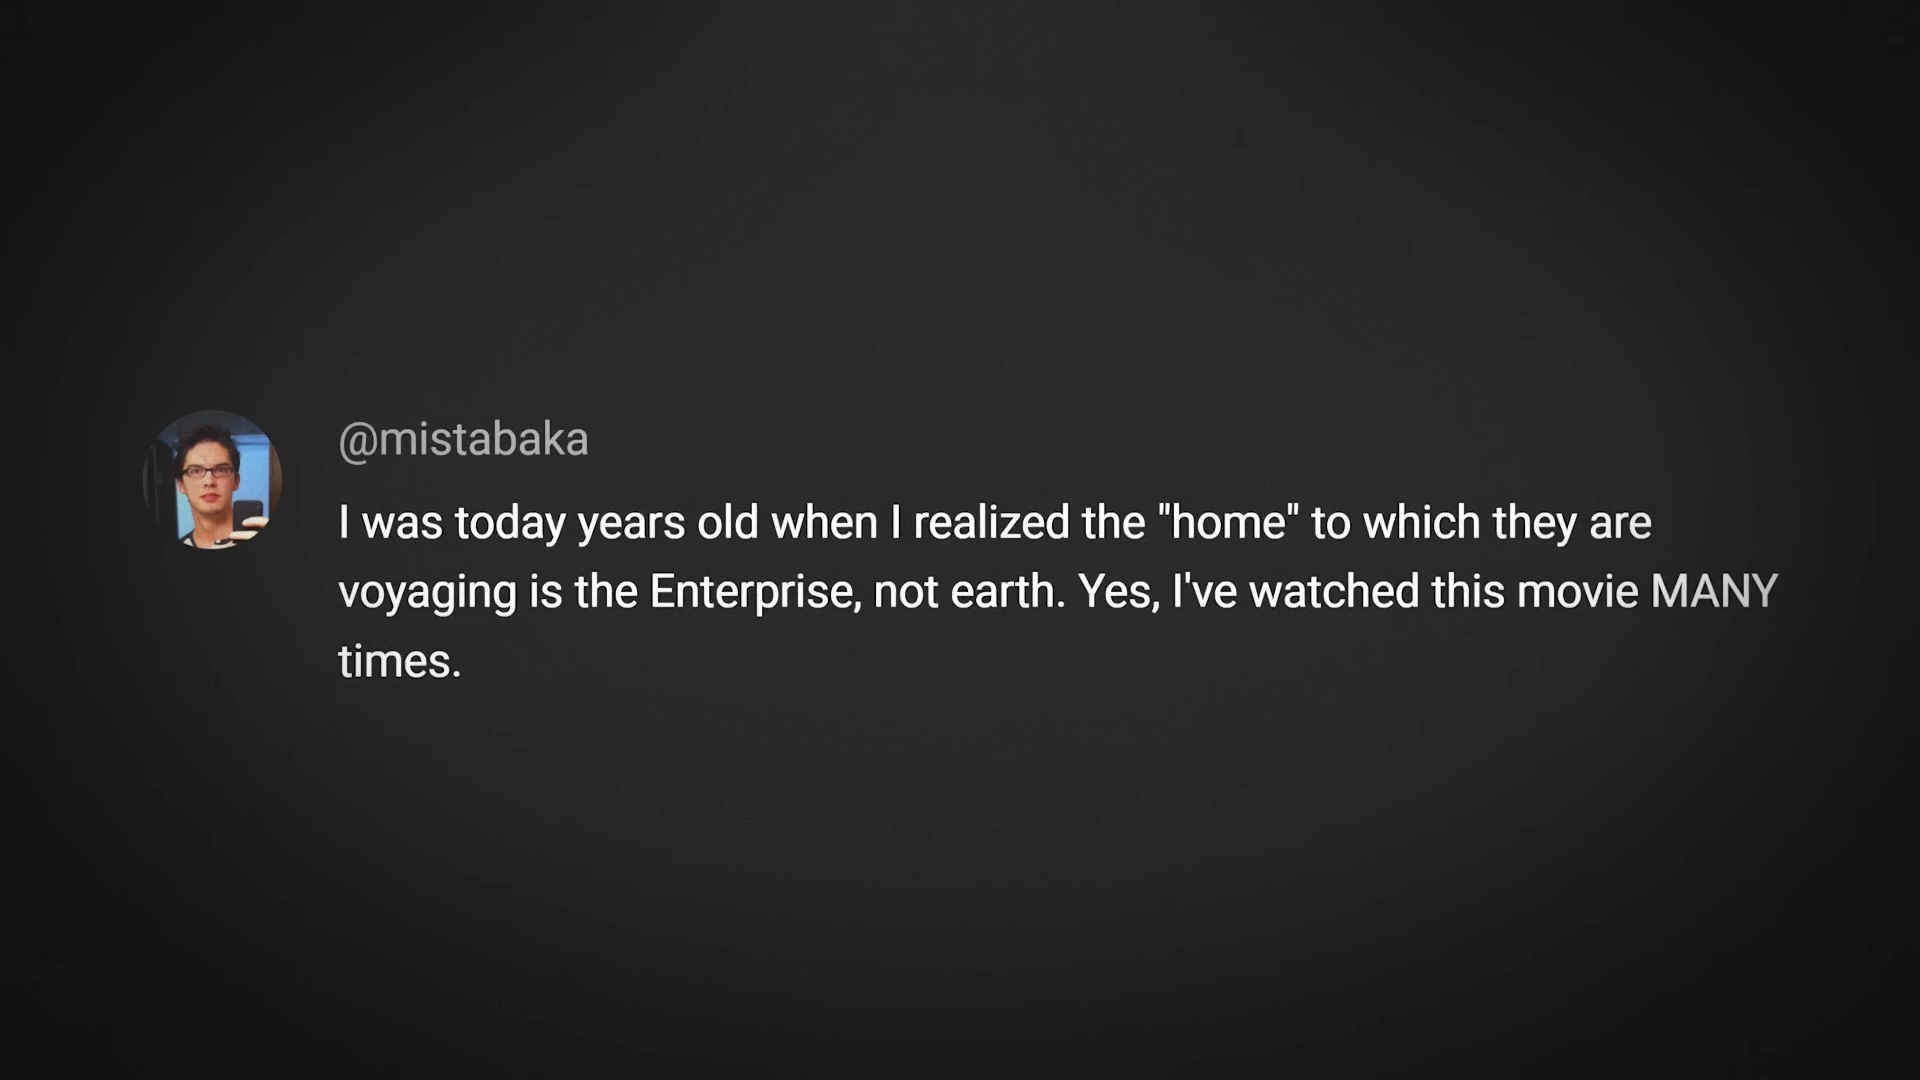 @mistabaka
I was today years old when I realized the "home" to which they are
voyaging is the Enterprise, not earth. Yes, I've watched this movie MANY
times.